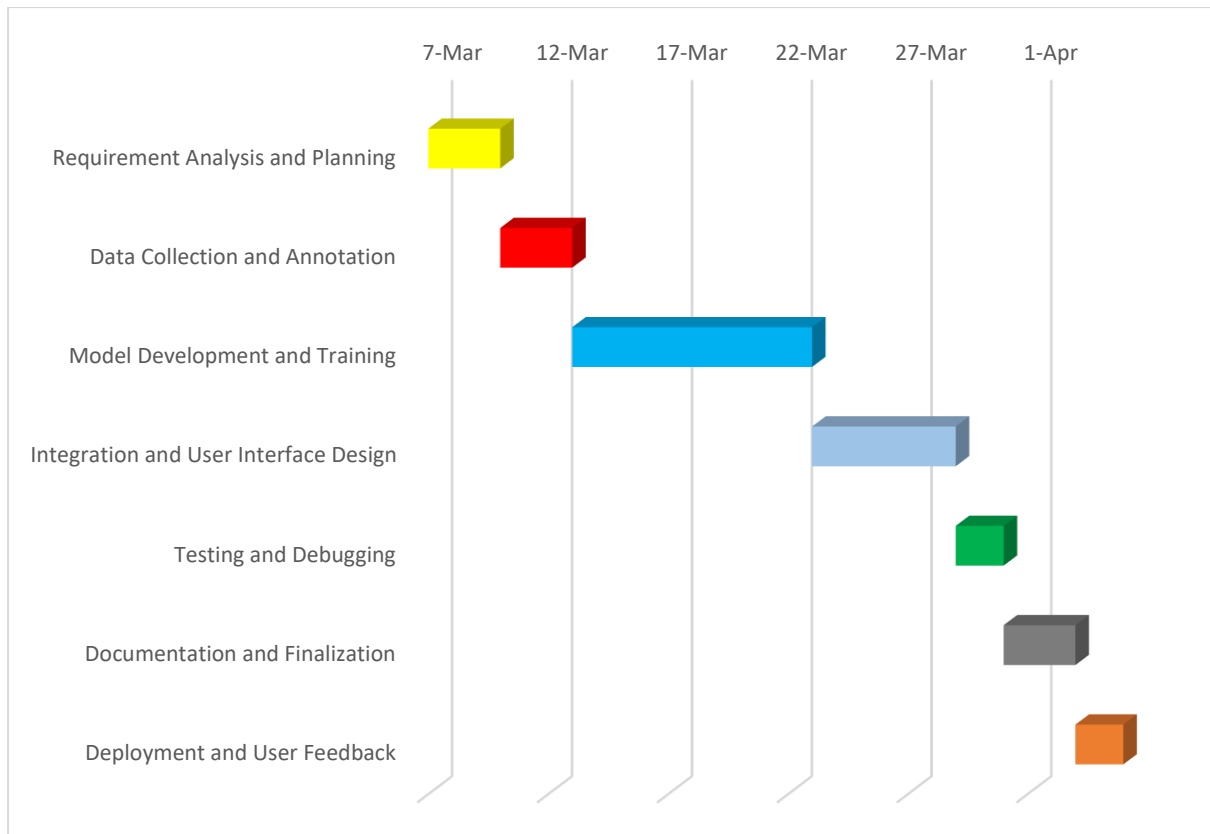 7-Mar 12-Mar 17-Mar 22-Mar 27-Mar 1-Apr
Requirement Analysis and Planning
Data Collection and Annotation
Model Development and Training
Integration and User Interface Design
Testing and Debugging
Documentation and Finalization
Deployment and User Feedback